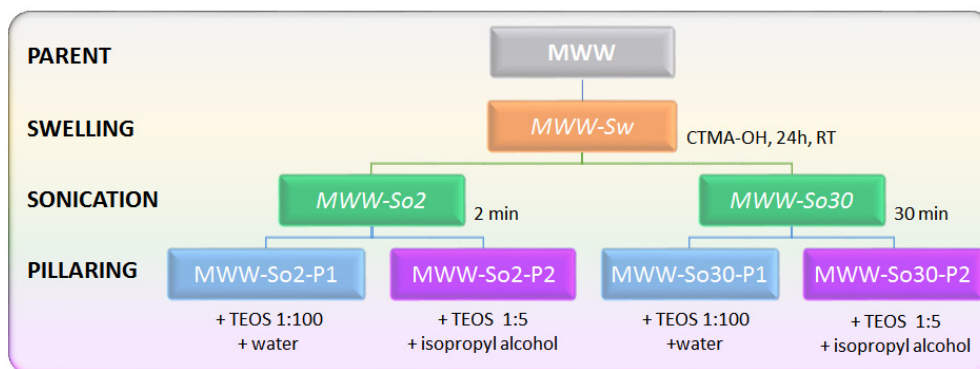 PARENT
MWW
SWELLING
MWW-Sw
CTMA-OH, 24h, RT
SONICATION
MWW-So2
2 min
MWW-So30
30 min
PILLARING
MWW-So2-P1
MWW-So2-P2
MWW-So30-P1
MWW-So30-P2
+ TEOS 1:100
+ water
+ TEOS 1:5
+ isopropyl alcohol
+ TEOS 1:100
+water
+ TEOS 1:5
+ isopropyl alcohol